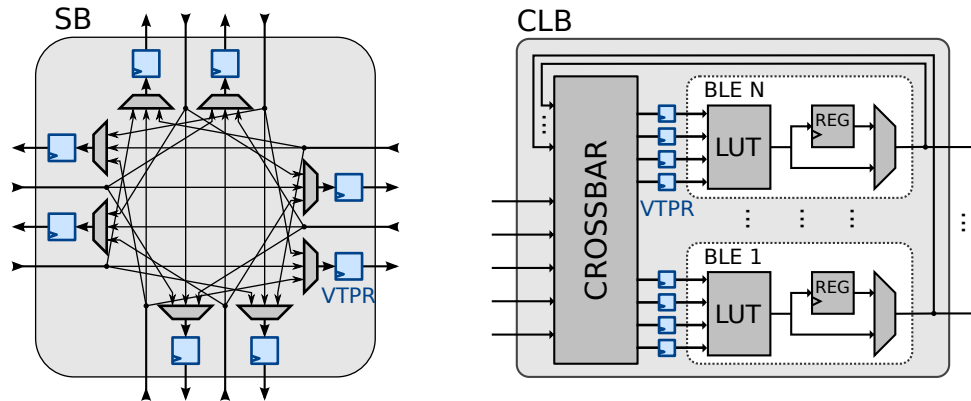 SB
VTPR
CLB
CROSSBAR
VTPR
BLE N
LUT
REG
BLE 1
LUT
REG